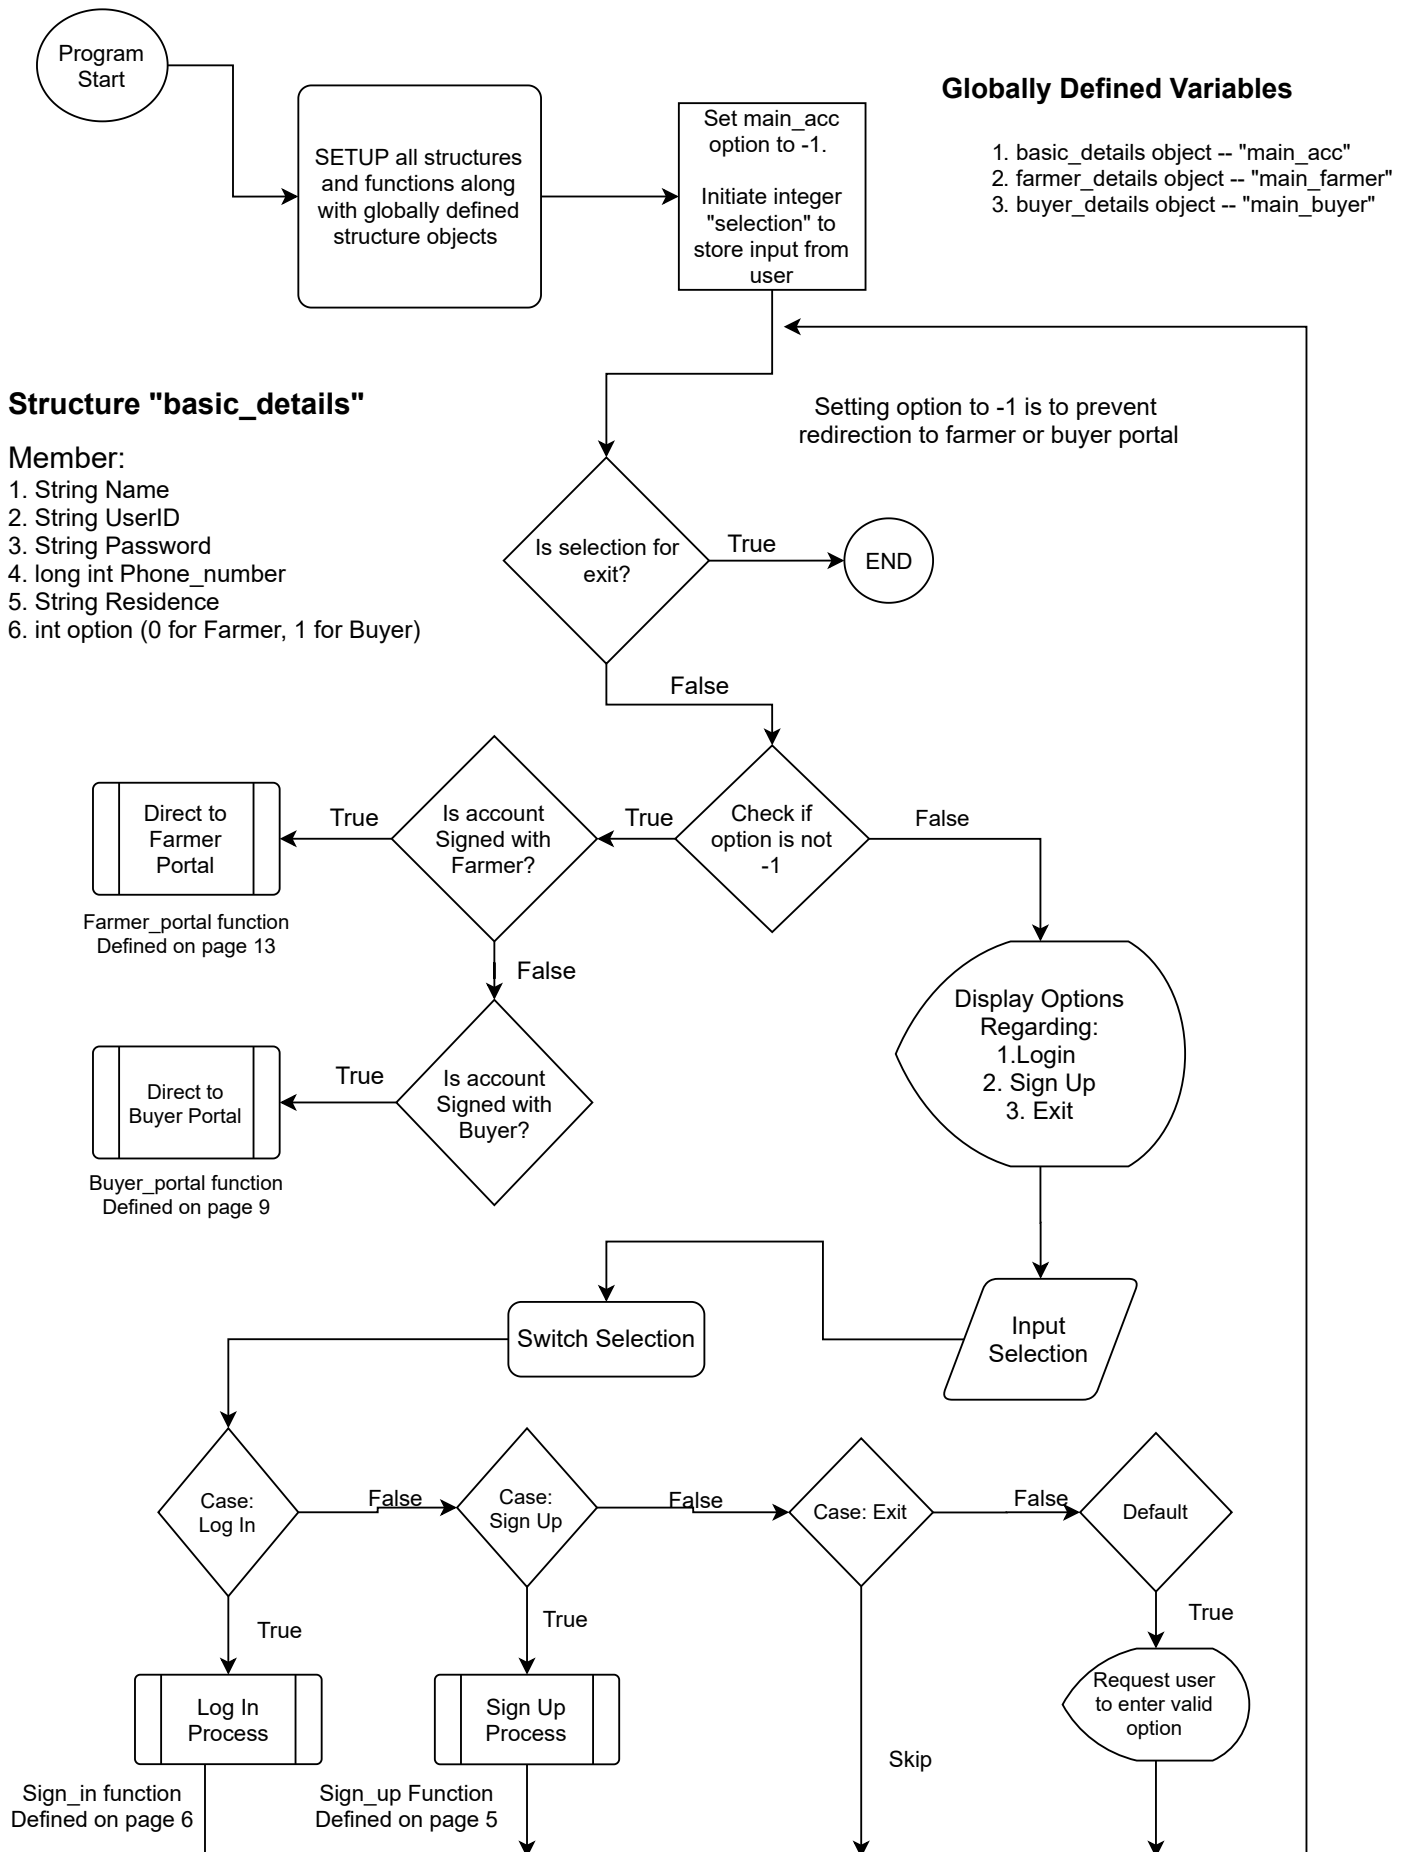 Program
Start
SETUP all structures
and functions along
with globally defined
structure objects
Set main_acc
option to -1.
Initiate integer
"selection" to
store input from
user
Globally Defined Variables
1. basic_details object -- "main_acc"
2. farmer_details object -- "main_farmer"
3. buyer_details object -- "main_buyer"
Structure "basic_details"
Member:
1. String Name
2. String UserID
3. String Password
4. long int Phone_number
5. String Residence
6. int option (0 for Farmer, 1 for Buyer)
Setting option to -1 is to prevent
redirection to farmer or buyer portal
Is selection for
exit?
True
END
False
Direct to
Farmer
Portal
True
Is account
Signed with
Farmer?
True
Check if
option is not
-1
False
Farmer_portal function
Defined on page 13
False
Display Options
Regarding:
1.Login
2. Sign Up
3. Exit
Direct to
Buyer Portal
True
Is account
Signed with
Buyer?
Buyer_portal function
Defined on page 9
Switch Selection
Input
Selection
Case:
Log In
False
Case:
Sign Up
False
Case: Exit
False
Default
True
True
True
Log In
Process
Sign Up
Process
Request user
to enter valid
option
Skip
Sign_in function
Defined on page 6
Sign_up Function
Defined on page 5